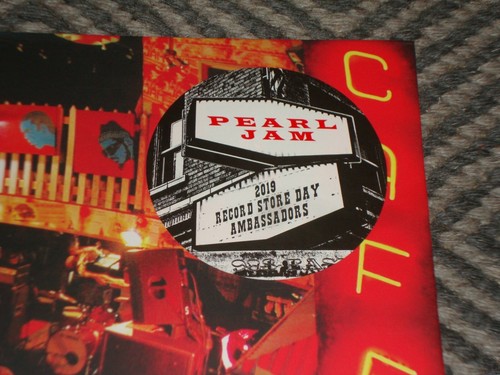 PEARL
JAM
2019
RECORD STORE DAY
AMBASSADORS
CAF